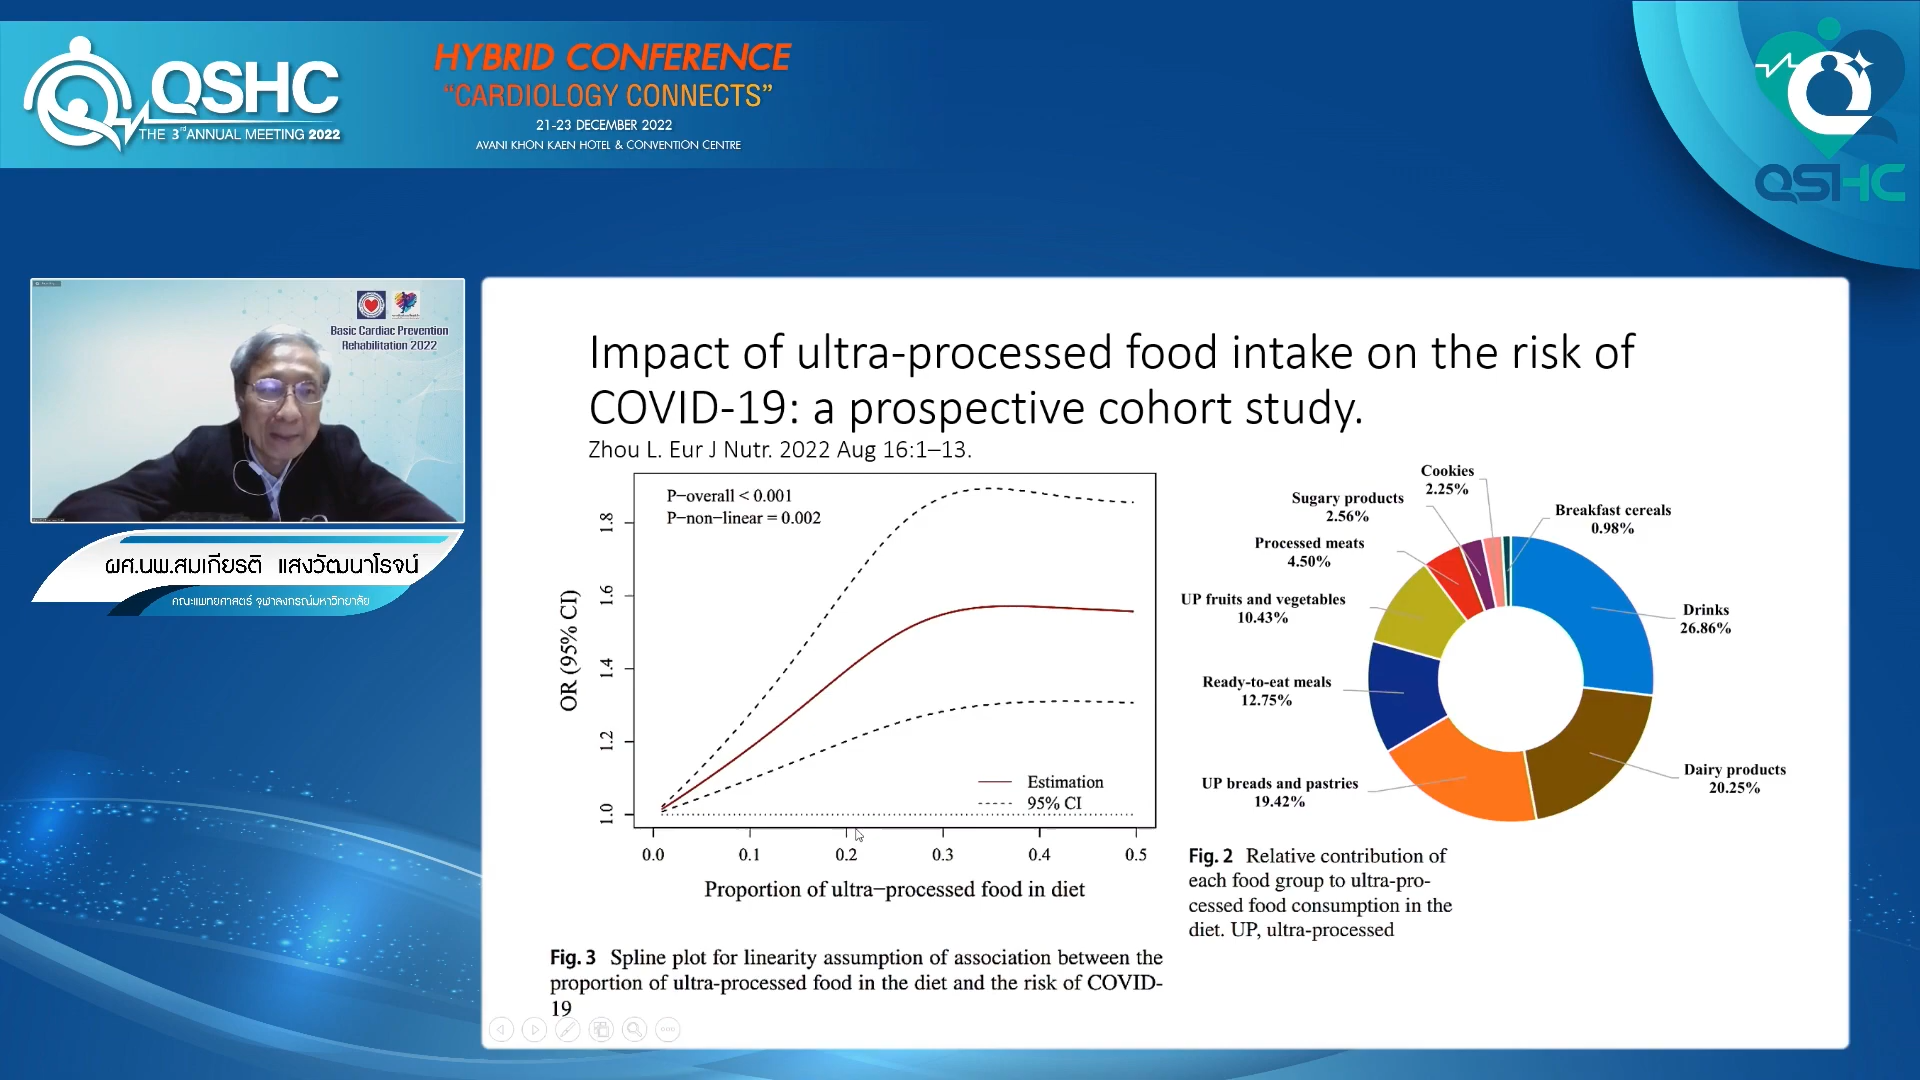 QSHC
THE 3rd ANNUAL MEETING 2022
HYBRID CONFERENCE
“CARDIOLOGY CONNECTS”
21-23 DECEMBER 2022
AVANI KHON KAEN HOTEL & CONVENTION CENTRE
QSHC
Basic Cardiac Prevention
Rehabilitation 2022
ผศ.นพ.สมเกียรติ แสงวัฒนาโรจน์
คณะแพทยศาสตร์ จุฬาลงกรณ์มหาวิทยาลัย
Impact of ultra-processed food intake on the risk of
COVID-19: a prospective cohort study.
Zhou L. Eur J Nutr. 2022 Aug 16:1–13.
P−overall < 0.001
P−non−linear = 0.002
OR (95% CI)
1.8
1.6
1.4
1.2
1.0
Estimation
95% CI
0.0 0.1 0.2 0.3 0.4 0.5
Proportion of ultra−processed food in diet
Fig. 3 Spline plot for linearity assumption of association between the
proportion of ultra-processed food in the diet and the risk of COVID-
19
Cookies
2.25%
Sugary products
2.56%
Breakfast cereals
0.98%
Processed meats
4.50%
UP fruits and vegetables
10.43%
Drinks
26.86%
Ready-to-eat meals
12.75%
Dairy products
20.25%
UP breads and pastries
19.42%
Fig. 2 Relative contribution of
each food group to ultra-pro-
cessed food consumption in the
diet. UP, ultra-processed